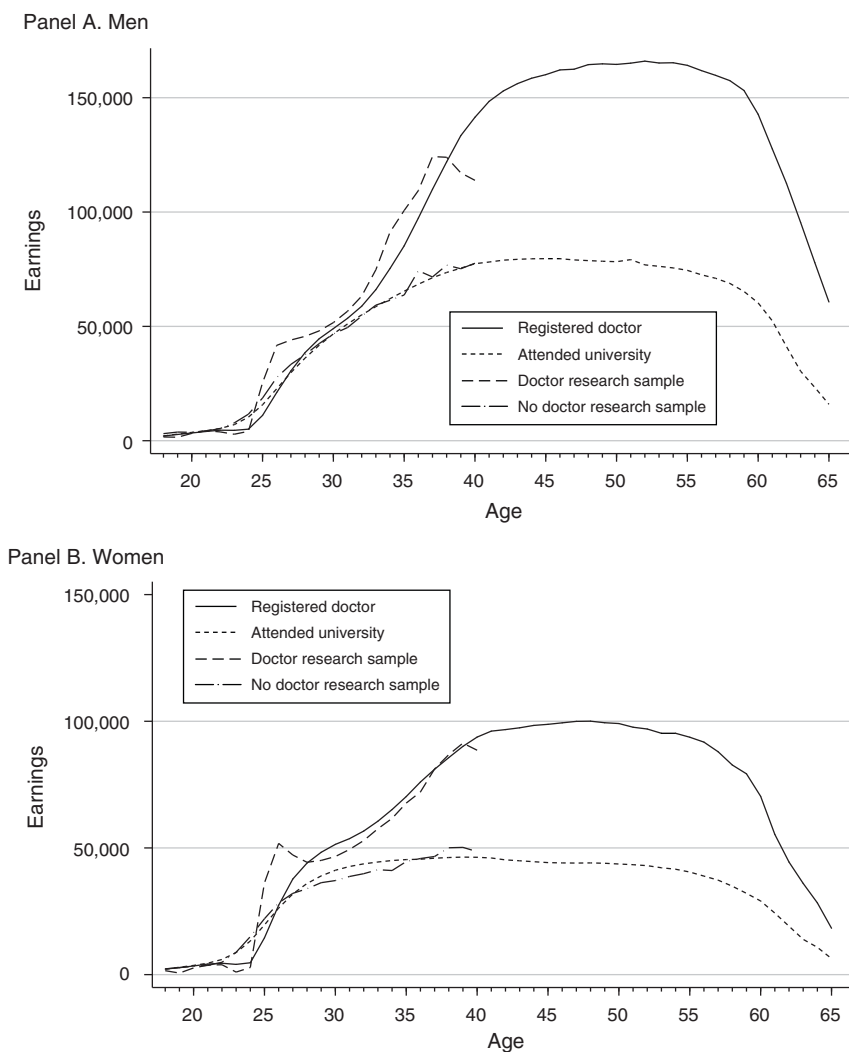 Panel A. Men
150,000
100,000
50,000
0
Earnings
Registered doctor
Attended university
Doctor research sample
No doctor research sample
20 25 30 35 40 45 50 55 60 65
Age
Panel B. Women
150,000
100,000
50,000
0
Earnings
Registered doctor
Attended university
Doctor research sample
No doctor research sample
20 25 30 35 40 45 50 55 60 65
Age